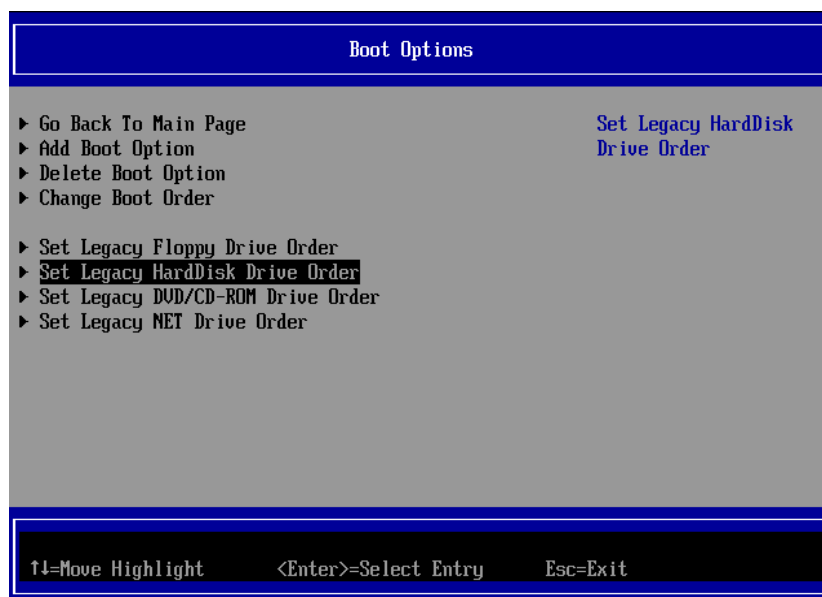 Boot Options
▶ Go Back To Main Page
▶ Add Boot Option
▶ Delete Boot Option
▶ Change Boot Order
▶ Set Legacy Floppy Drive Order
▶ Set Legacy HardDisk Drive Order
▶ Set Legacy DVD/CD-ROM Drive Order
▶ Set Legacy NET Drive Order
Set Legacy HardDisk
Drive Order
↑↓=Move Highlight <Enter>=Select Entry Esc=Exit